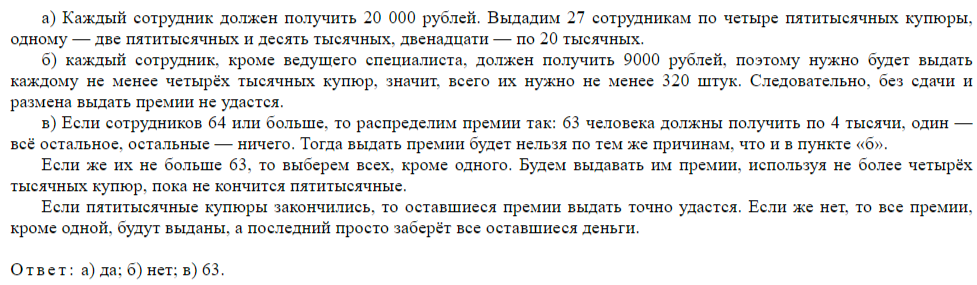 а) Каждый сотрудник должен получить 20 000 рублей. Выдадим 27 сотрудникам по четыре пятитысячных купюры,
одному — две пятитысячных и десять тысячных, двенадцати — по 20 тысячных.
б) каждый сотрудник, кроме ведущего специалиста, должен получить 9000 рублей, поэтому нужно будет выдать
каждому не менее четырёх тысячных купюр, значит, всего их нужно не менее 320 штук. Следовательно, без сдачи и
размена выдать премии не удастся.
в) Если сотрудников 64 или больше, то распределим премии так: 63 человека должны получить по 4 тысячи, один —
всё остальное, остальные — ничего. Тогда выдать премии будет нельзя по тем же причинам, что и в пункте «б».
Если же их не больше 63, то выберем всех, кроме одного. Будем выдавать им премии, используя не более четырёх
тысячных купюр, пока не кончится пятитысячные.
Если пятитысячные купюры закончились, то оставшиеся премии выдать точно удастся. Если же нет, то все премии,
кроме одной, будут выданы, а последний просто заберёт все оставшиеся деньги.
Ответ: а) да; б) нет; в) 63.